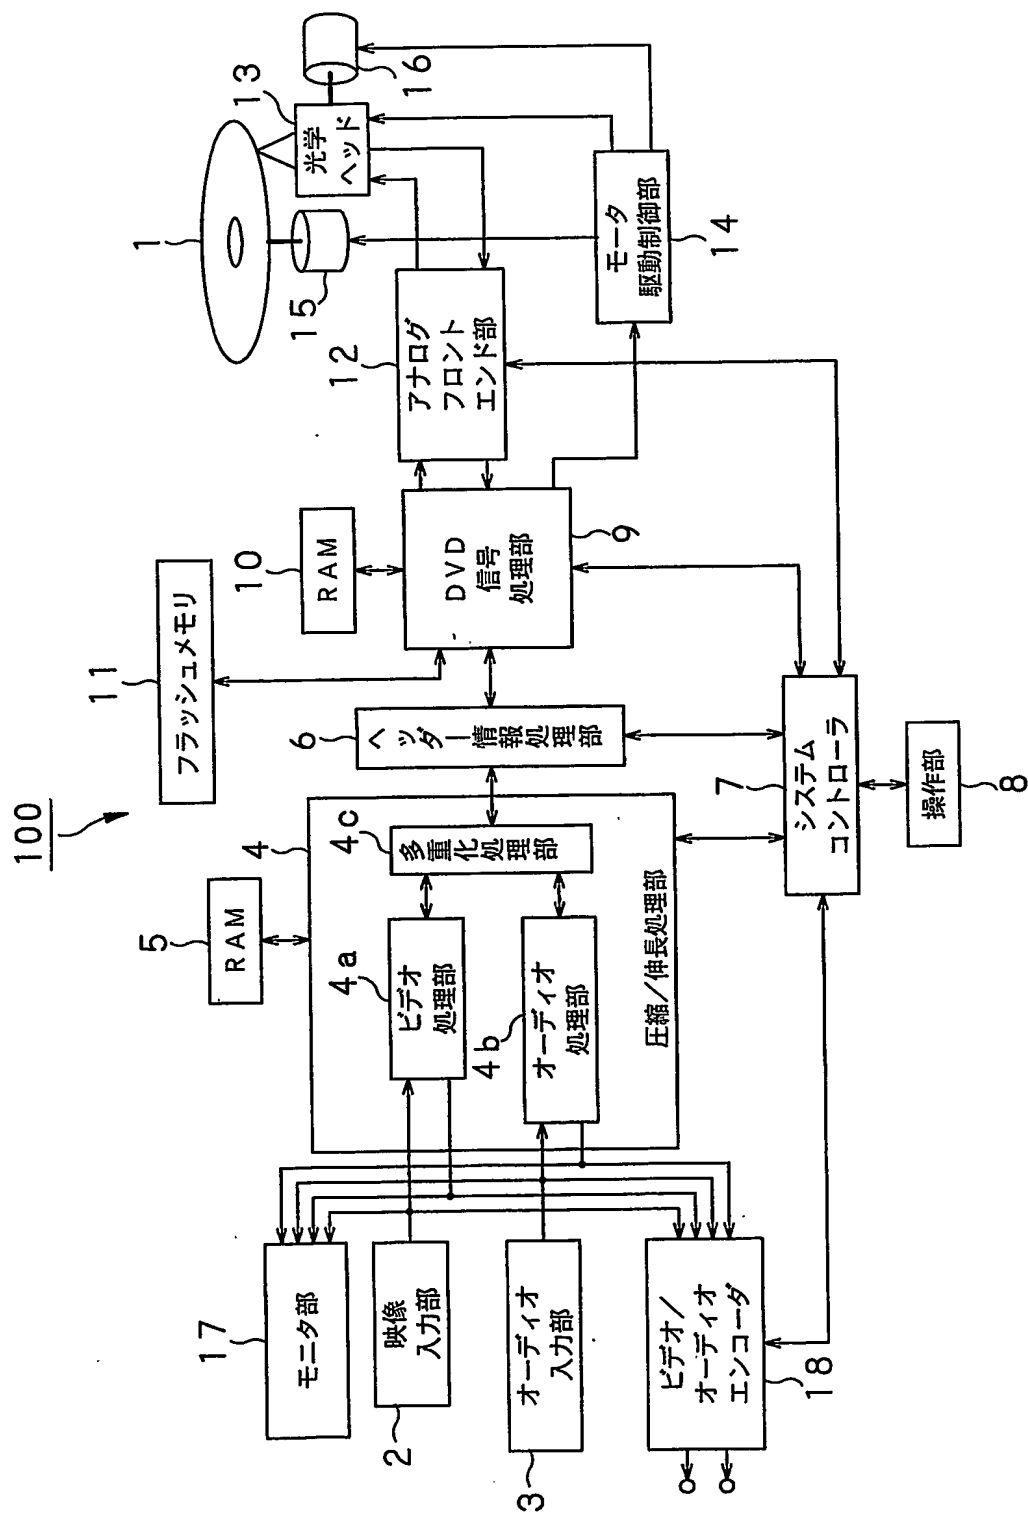 100
17
モニタ部
2
映像
入力部
3
オーディオ
入力部
18
ビデオ/
オーディオ
エンコーダ
5
RAM
4
4a
ビデオ
処理部
4b
オーディオ
処理部
4c
多重化処理部
圧縮/伸長処理部
11
フラッシュメモリ
6
ヘッダー情報処理部
7
システム
コントローラ
8
操作部
10
RAM
9
DVD
信号
処理部
12
アナログ
フロント
エンド部
1
15
13
光学
ヘッド
16
14
モータ
駆動制御部